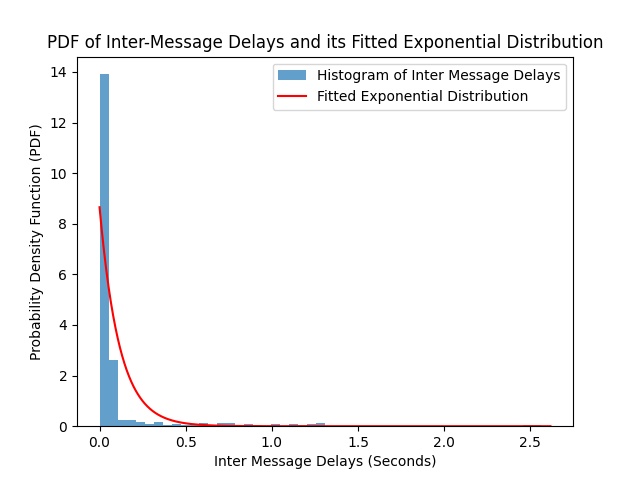 PDF of Inter-Message Delays and its Fitted Exponential Distribution
Histogram of Inter Message Delays
Fitted Exponential Distribution
Probability Density Function (PDF)
14
12
10
8
6
4
2
0
0.0 0.5 1.0 1.5 2.0 2.5
Inter Message Delays (Seconds)